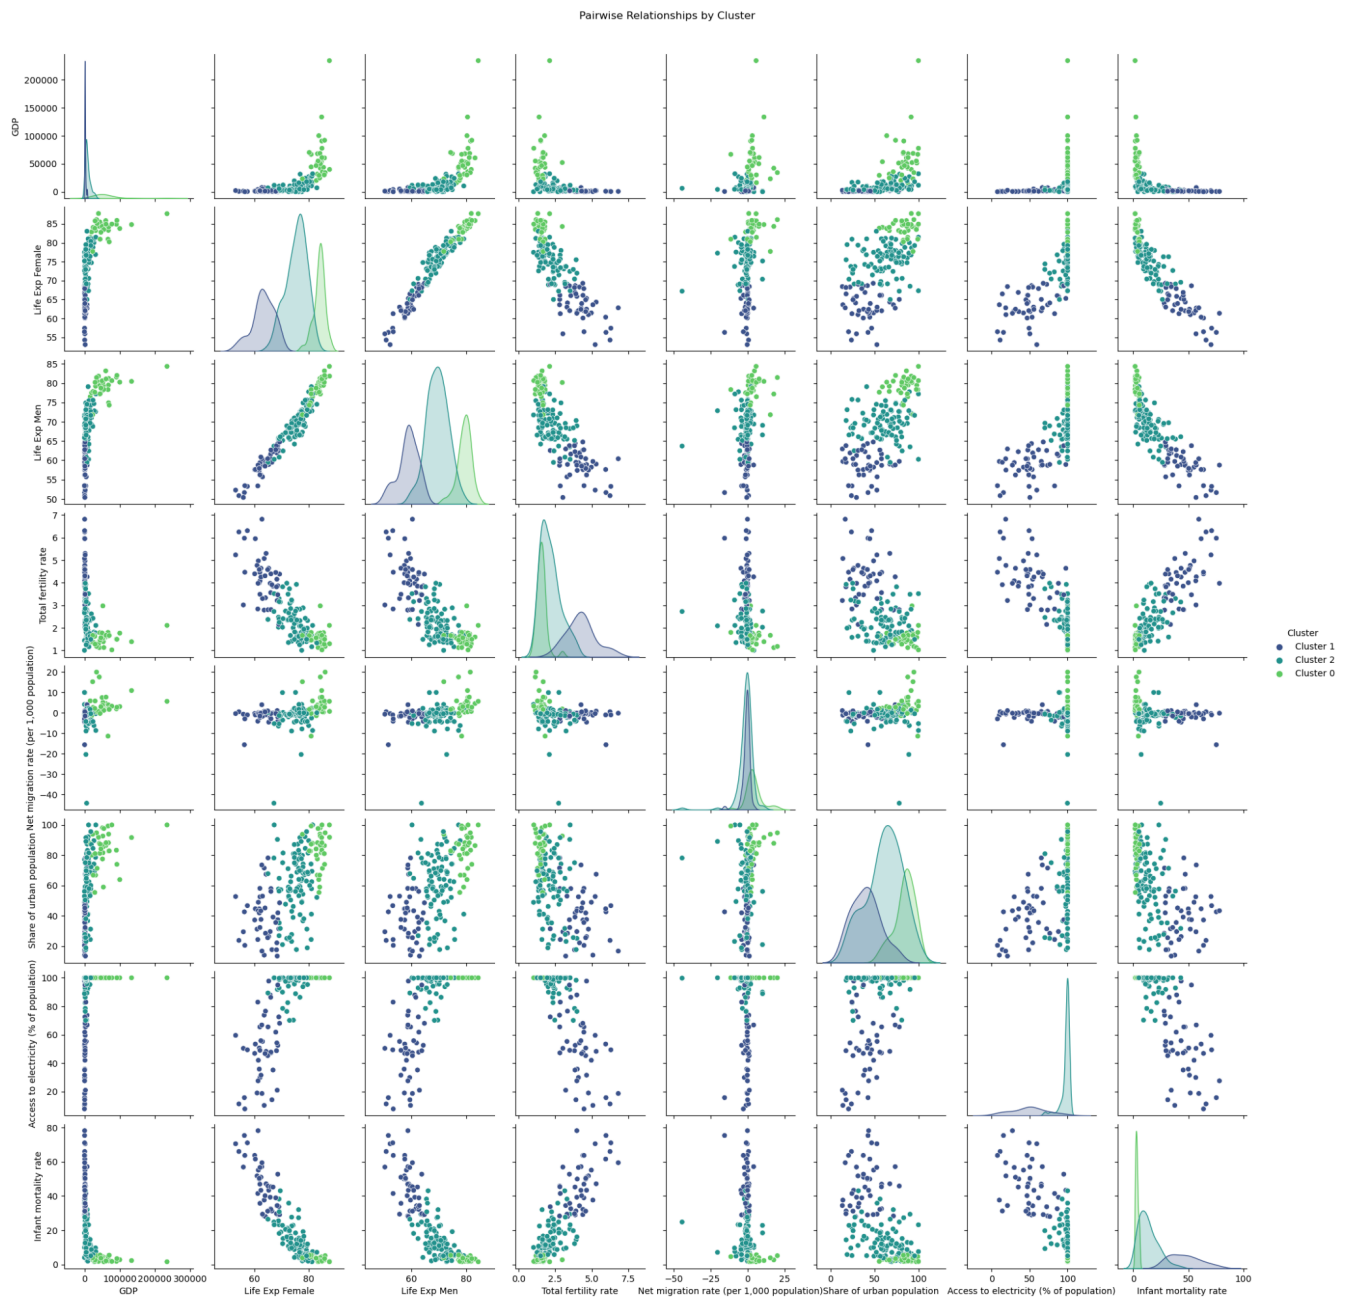 Pairwise Relationships by Cluster
GDP
200000
150000
100000
50000
0
Life Exp Female
85
80
75
70
65
60
55
Life Exp Men
85
80
75
70
65
60
55
50
Total fertility rate
7
6
5
4
3
2
1
Net migration rate (per 1,000 population)
20
10
0
−10
−20
−30
−40
Share of urban population
100
80
60
40
20
Access to electricity (% of population)
100
80
60
40
20
Infant mortality rate
80
60
40
20
0
Cluster
Cluster 1
Cluster 2
Cluster 0
0 100000 200000 300000
60 80
60 80
0.0 2.5 5.0 7.5
−50 −25 0 25
0 50 100
0 50 100
0 50 100
GDP
Life Exp Female
Life Exp Men
Total fertility rate
Net migration rate (per 1,000 population)
Share of urban population
Access to electricity (% of population)
Infant mortality rate